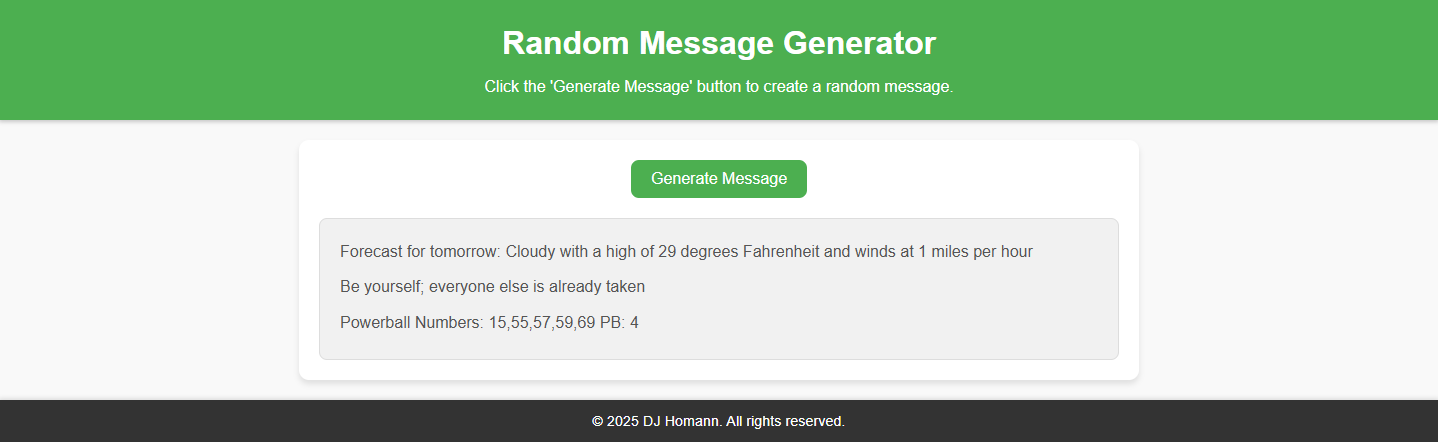 Random Message Generator
Click the 'Generate Message' button to create a random message.
Generate Message
Forecast for tomorrow: Cloudy with a high of 29 degrees Fahrenheit and winds at 1 miles per hour
Be yourself; everyone else is already taken
Powerball Numbers: 15,55,57,59,69 PB: 4
© 2025 DJ Homann. All rights reserved.